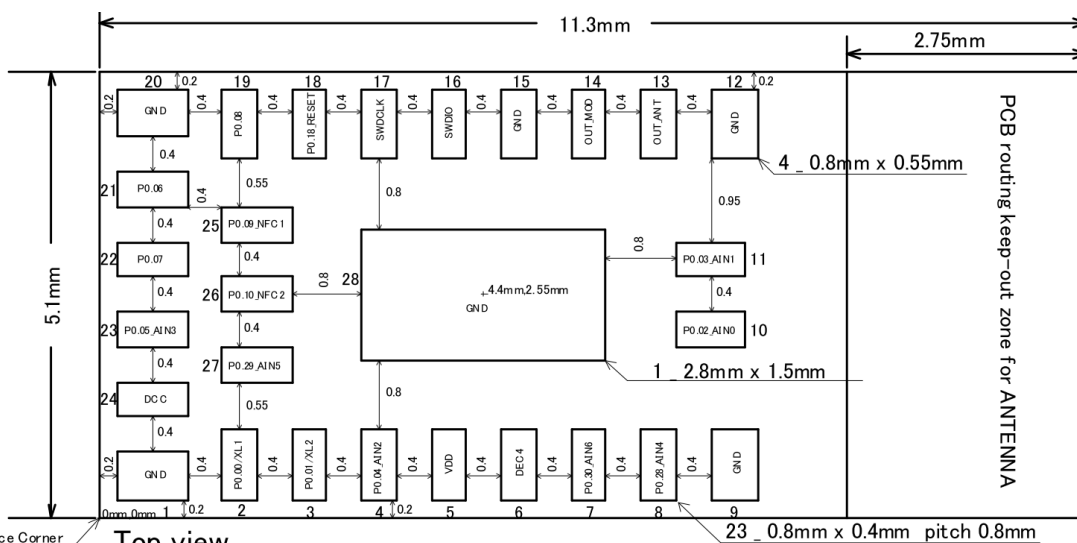 11.3mm
2.75mm
20 19 18 17 16 15 14 13 12
0.2 0.2
0.2 GND 0.4 P0.08 0.4 P0.18_RESET 0.4 SWDCLK 0.4 SWDIO 0.4 GND 0.4 OUT_MOD 0.4 OUT_ANT 0.4 GND
4 _ 0.8mm x 0.55mm
0.4 0.55 0.8 0.95
21 P0.06 0.4
25 P0.09_NFC1
0.4 0.4
22 P0.07 0.8 P0.03_AIN1 11
0.4 0.4
26 P0.10_NFC2 0.8 28 4.4mm,2.55mm
GND
0.4 0.4
23 P0.05_AIN3 P0.02_AIN0 10
0.4 0.4
27 P0.29_AIN5 1 _ 2.8mm x 1.5mm
24 DCC 0.55 0.8
0.4
0.2 GND 0.4 P0.00/XL1 0.4 P0.01/XL2 0.4 P0.04_AIN2 0.4 VDD 0.4 DEC4 0.4 P0.30_AIN6 0.4 P0.28_AIN4 0.4 GND
0mm,0mm 1 0.2 2 3 4 0.2 5 6 7 8 9
23 _ 0.8mm x 0.4mm pitch 0.8mm
5.1mm
PCB routing keep-out zone for ANTENNA
ce Corner
Top view